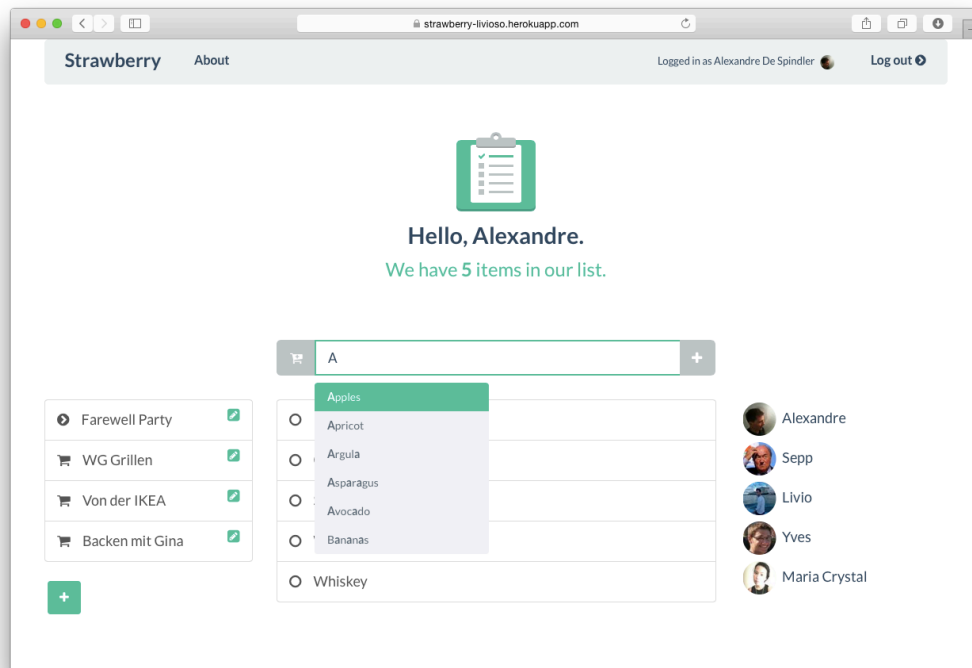 strawberry-livioso.herokuapp.com
Strawberry About Logged in as Alexandre De Spindler Log out
Hello, Alexandre.
We have 5 items in our list.
A
Apples
Apricot
Argula
Asparagus
Avocado
Bananas
Farewell Party
WG Grillen
Von der IKEA
Backen mit Gina
Whiskey
Alexandre
Sepp
Livio
Yves
Maria Crystal